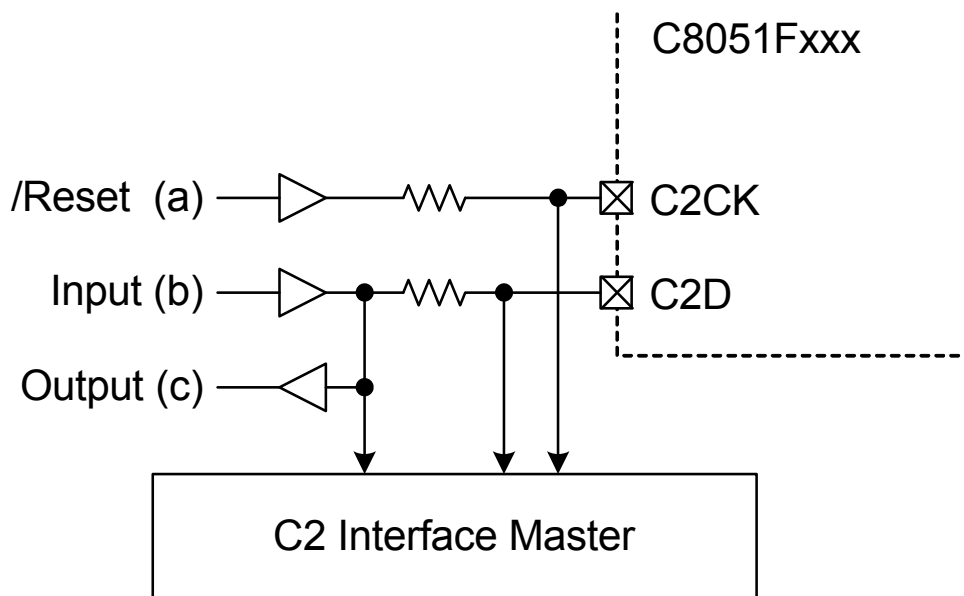 C8051Fxxx
/Reset (a)
C2CK
Input (b)
C2D
Output (c)
C2 Interface Master